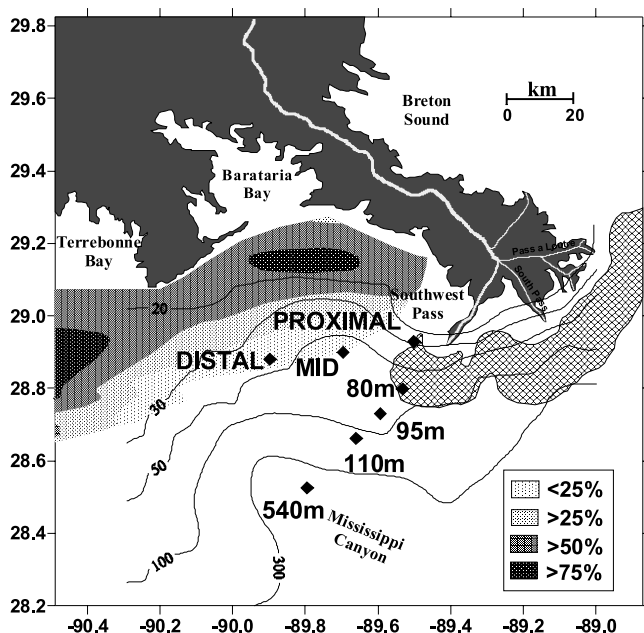 29.8
29.6
29.4
29.2
29.0
28.8
28.6
28.4
28.2
-90.4 -90.2 -90.0 -89.8 -89.6 -89.4 -89.2 -89.0
km
0 20
Breton
Sound
Barataria
Bay
Terrebonne
Bay
Pass a Loutre
South Pass
Southwest
Pass
20
PROXIMAL
DISTAL
MID
80m
95m
110m
540m
Mississippi
Canyon
30
50
100
300
<25%
>25%
>50%
>75%